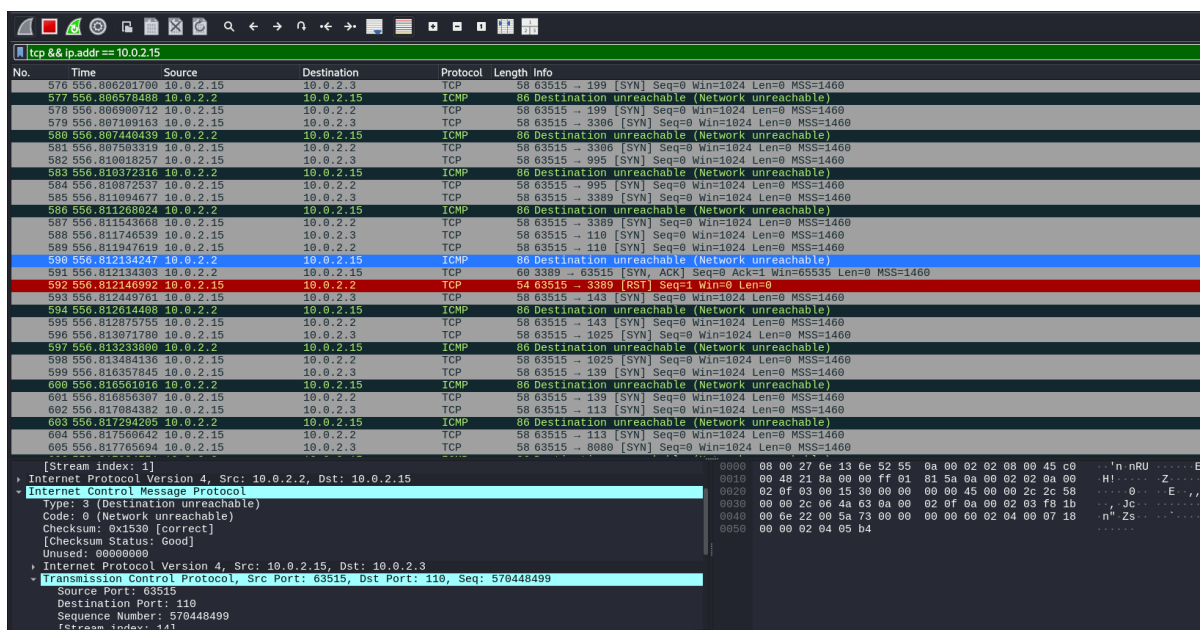 tcp && ip.addr == 10.0.2.15
No. Time Source Destination Protocol Length Info
576 556.806201700 10.0.2.15 10.0.2.3 TCP 58 63515 → 199 [SYN] Seq=0 Win=1024 Len=0 MSS=1460
577 556.806578488 10.0.2.2 10.0.2.15 ICMP 86 Destination unreachable (Network unreachable)
578 556.806900712 10.0.2.15 10.0.2.2 TCP 58 63515 → 199 [SYN] Seq=0 Win=1024 Len=0 MSS=1460
579 556.807109163 10.0.2.15 10.0.2.3 TCP 58 63515 → 3306 [SYN] Seq=0 Win=1024 Len=0 MSS=1460
580 556.807440439 10.0.2.2 10.0.2.15 ICMP 86 Destination unreachable (Network unreachable)
581 556.807503319 10.0.2.15 10.0.2.2 TCP 58 63515 → 3306 [SYN] Seq=0 Win=1024 Len=0 MSS=1460
582 556.810018257 10.0.2.15 10.0.2.3 TCP 58 63515 → 995 [SYN] Seq=0 Win=1024 Len=0 MSS=1460
583 556.810372316 10.0.2.2 10.0.2.15 ICMP 86 Destination unreachable (Network unreachable)
584 556.810872537 10.0.2.15 10.0.2.2 TCP 58 63515 → 995 [SYN] Seq=0 Win=1024 Len=0 MSS=1460
585 556.811094677 10.0.2.15 10.0.2.3 TCP 58 63515 → 3389 [SYN] Seq=0 Win=1024 Len=0 MSS=1460
586 556.811268024 10.0.2.2 10.0.2.15 ICMP 86 Destination unreachable (Network unreachable)
587 556.811543668 10.0.2.15 10.0.2.2 TCP 58 63515 → 3389 [SYN] Seq=0 Win=1024 Len=0 MSS=1460
588 556.811746539 10.0.2.15 10.0.2.3 TCP 58 63515 → 110 [SYN] Seq=0 Win=1024 Len=0 MSS=1460
589 556.811947619 10.0.2.15 10.0.2.2 TCP 58 63515 → 110 [SYN] Seq=0 Win=1024 Len=0 MSS=1460
590 556.812134247 10.0.2.2 10.0.2.15 ICMP 86 Destination unreachable (Network unreachable)
591 556.812134303 10.0.2.2 10.0.2.15 TCP 60 3389 → 63515 [SYN, ACK] Seq=0 Ack=1 Win=65535 Len=0 MSS=1460
592 556.812146992 10.0.2.15 10.0.2.2 TCP 54 63515 → 3389 [RST] Seq=1 Win=0 Len=0
593 556.812449761 10.0.2.15 10.0.2.3 TCP 58 63515 → 143 [SYN] Seq=0 Win=1024 Len=0 MSS=1460
594 556.812614408 10.0.2.2 10.0.2.15 ICMP 86 Destination unreachable (Network unreachable)
595 556.812875755 10.0.2.15 10.0.2.2 TCP 58 63515 → 143 [SYN] Seq=0 Win=1024 Len=0 MSS=1460
596 556.813071780 10.0.2.15 10.0.2.3 TCP 58 63515 → 1025 [SYN] Seq=0 Win=1024 Len=0 MSS=1460
597 556.813233800 10.0.2.2 10.0.2.15 ICMP 86 Destination unreachable (Network unreachable)
598 556.813484136 10.0.2.15 10.0.2.2 TCP 58 63515 → 1025 [SYN] Seq=0 Win=1024 Len=0 MSS=1460
599 556.816357845 10.0.2.15 10.0.2.3 TCP 58 63515 → 139 [SYN] Seq=0 Win=1024 Len=0 MSS=1460
600 556.816561016 10.0.2.2 10.0.2.15 ICMP 86 Destination unreachable (Network unreachable)
601 556.816856307 10.0.2.15 10.0.2.2 TCP 58 63515 → 139 [SYN] Seq=0 Win=1024 Len=0 MSS=1460
602 556.817084382 10.0.2.15 10.0.2.3 TCP 58 63515 → 113 [SYN] Seq=0 Win=1024 Len=0 MSS=1460
603 556.817294205 10.0.2.2 10.0.2.15 ICMP 86 Destination unreachable (Network unreachable)
604 556.817560642 10.0.2.15 10.0.2.2 TCP 58 63515 → 113 [SYN] Seq=0 Win=1024 Len=0 MSS=1460
605 556.817765694 10.0.2.15 10.0.2.3 TCP 58 63515 → 8080 [SYN] Seq=0 Win=1024 Len=0 MSS=1460
[Stream index: 1]
Internet Protocol Version 4, Src: 10.0.2.2, Dst: 10.0.2.15
Internet Control Message Protocol
Type: 3 (Destination unreachable)
Code: 0 (Network unreachable)
Checksum: 0x1530 [correct]
[Checksum Status: Good]
Unused: 00000000
Internet Protocol Version 4, Src: 10.0.2.15, Dst: 10.0.2.3
Transmission Control Protocol, Src Port: 63515, Dst Port: 110, Seq: 570448499
Source Port: 63515
Destination Port: 110
Sequence Number: 570448499
[Stream index: 14]
0000 08 00 27 6e 13 6e 52 55 0a 00 02 02 08 00 45 c0 ··'n·nRU ······E·
0010 00 48 21 8a 00 00 ff 01 81 5a 0a 00 02 02 0a 00 ·H!····· ·Z······
0020 02 0f 03 00 15 30 00 00 00 00 45 00 00 2c 2c 58 ·····0·· ··E··,,X
0030 00 00 2c 06 4a 63 0a 00 02 0f 0a 00 02 03 f8 1b ··,·Jc·· ········
0040 00 6e 22 00 5a 73 00 00 00 00 60 02 04 00 07 18 ·n"·Zs·· ··`·····
0050 00 00 02 04 05 b4 ······